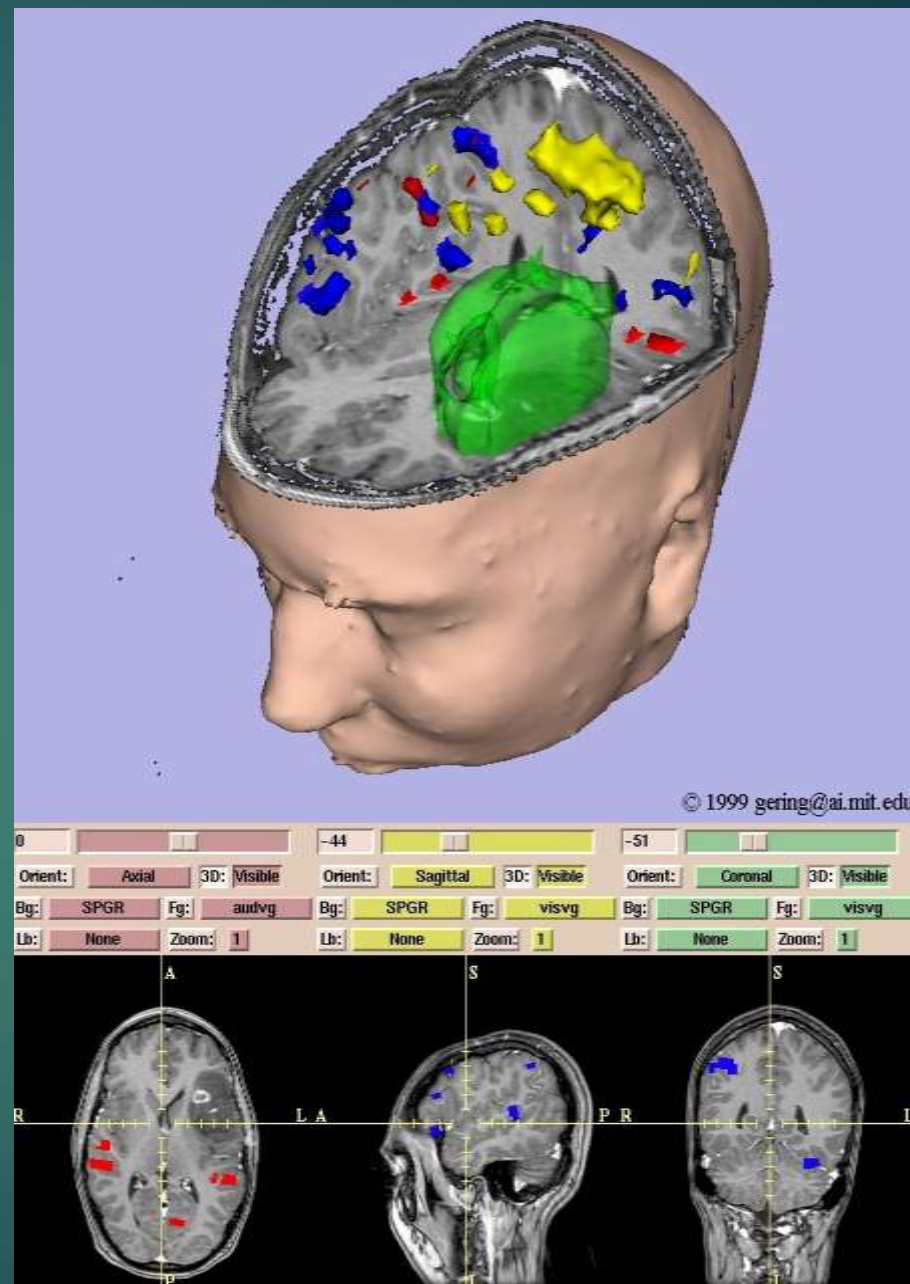 © 1999 gering@ai.mit.edu
0 -44 -51
Orient: Axial 3D: Visible Orient: Sagittal 3D: Visible Orient: Coronal 3D: Visible
Bg: SPGR Fg: audvg Bg: SPGR Fg: visvg Bg: SPGR Fg: visvg
Lb: None Zoom: 1 Lb: None Zoom: 1 Lb: None Zoom: 1
A S S
R L A P R L
P I I